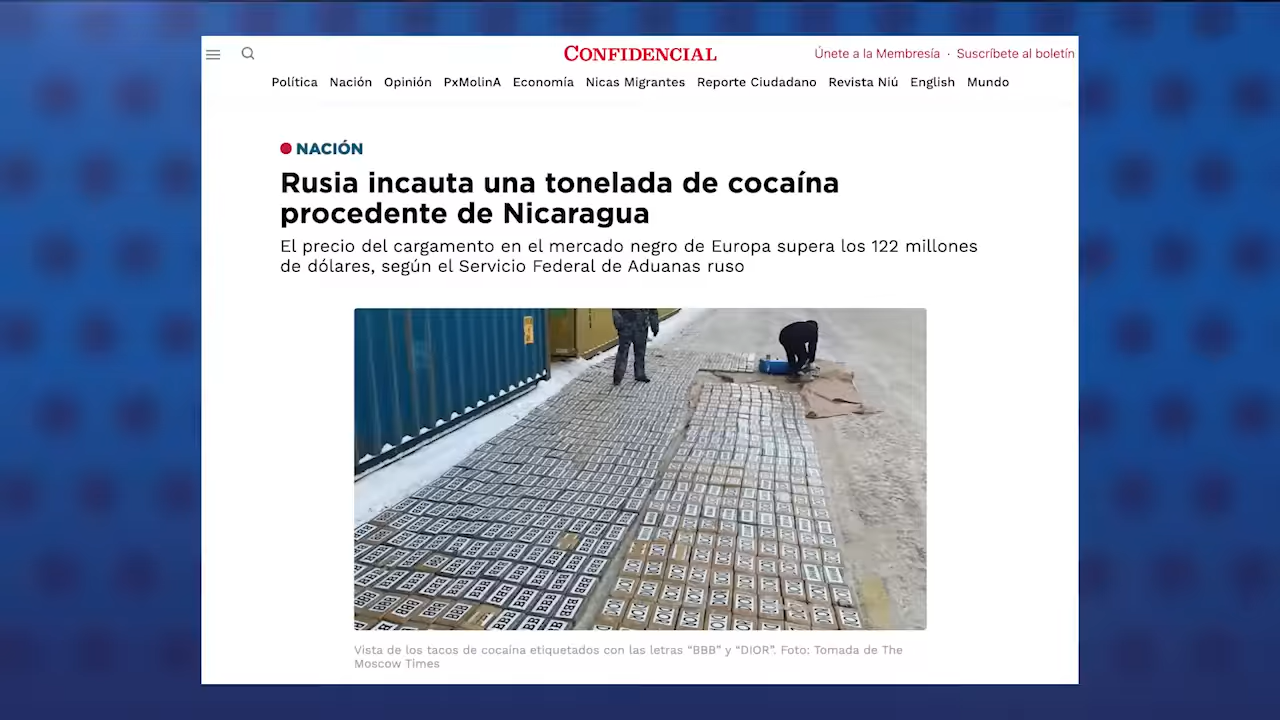 CONFIDENCIAL
Únete a la Membresía · Suscríbete al boletín
Política Nación Opinión PxMolinA Economía Nicas Migrantes Reporte Ciudadano Revista Niú English Mundo
NACIÓN
Rusia incauta una tonelada de cocaína
procedente de Nicaragua
El precio del cargamento en el mercado negro de Europa supera los 122 millones
de dólares, según el Servicio Federal de Aduanas ruso
BBB
DIOR
Vista de los tacos de cocaína etiquetados con las letras “BBB” y “DIOR”. Foto: Tomada de The
Moscow Times